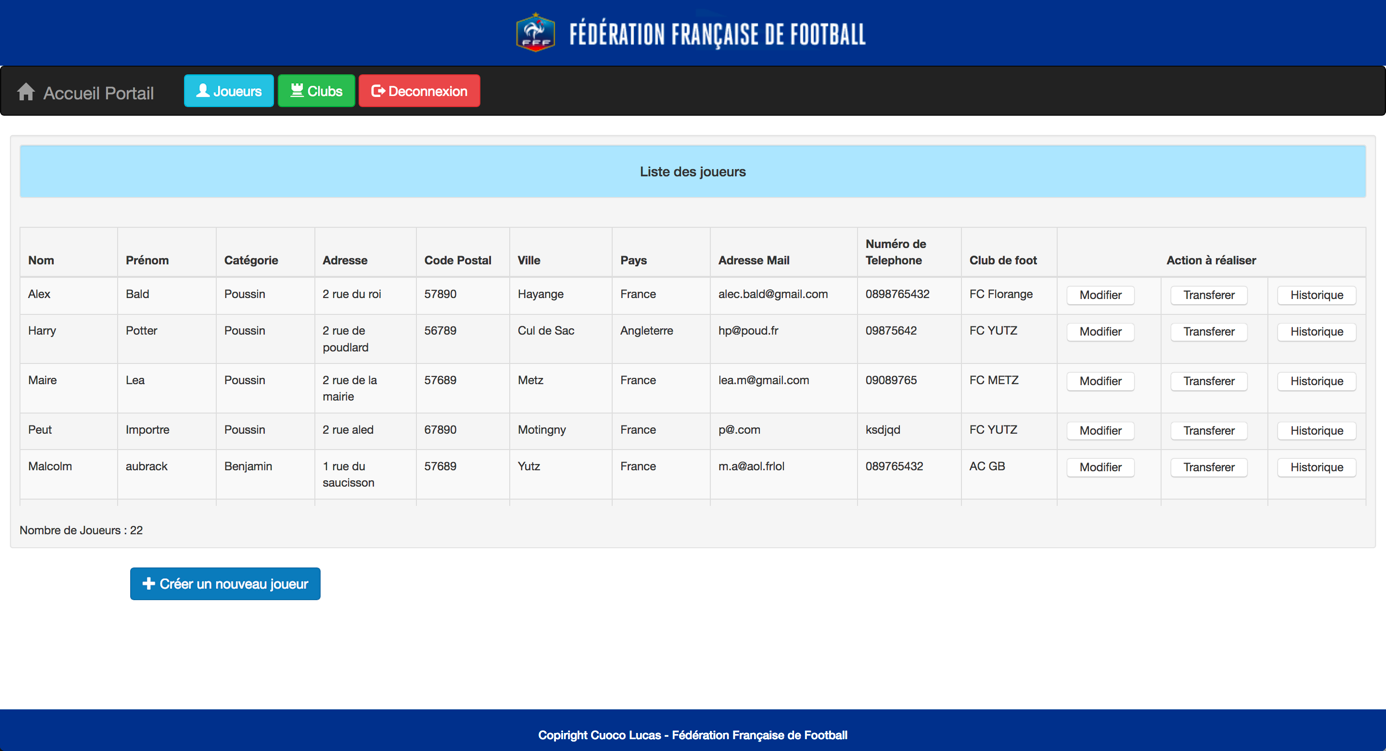 FFF
FÉDÉRATION FRANÇAISE DE FOOTBALL
Accueil Portail Joueurs Clubs Deconnexion
Liste des joueurs
Nom Prénom Catégorie Adresse Code Postal Ville Pays Adresse Mail Numéro de Telephone Club de foot Action à réaliser
Alex Bald Poussin 2 rue du roi 57890 Hayange France alec.bald@gmail.com 0898765432 FC Florange Modifier Transferer Historique
Harry Potter Poussin 2 rue de poudlard 56789 Cul de Sac Angleterre hp@poud.fr 09875642 FC YUTZ Modifier Transferer Historique
Maire Lea Poussin 2 rue de la mairie 57689 Metz France lea.m@gmail.com 09089765 FC METZ Modifier Transferer Historique
Peut Importre Poussin 2 rue aled 67890 Motingny France p@.com ksdjqd FC YUTZ Modifier Transferer Historique
Malcolm aubrack Benjamin 1 rue du saucisson 57689 Yutz France m.a@aol.frlol 089765432 AC GB Modifier Transferer Historique
Nombre de Joueurs : 22
Créer un nouveau joueur
Copiright Cuoco Lucas - Fédération Française de Football